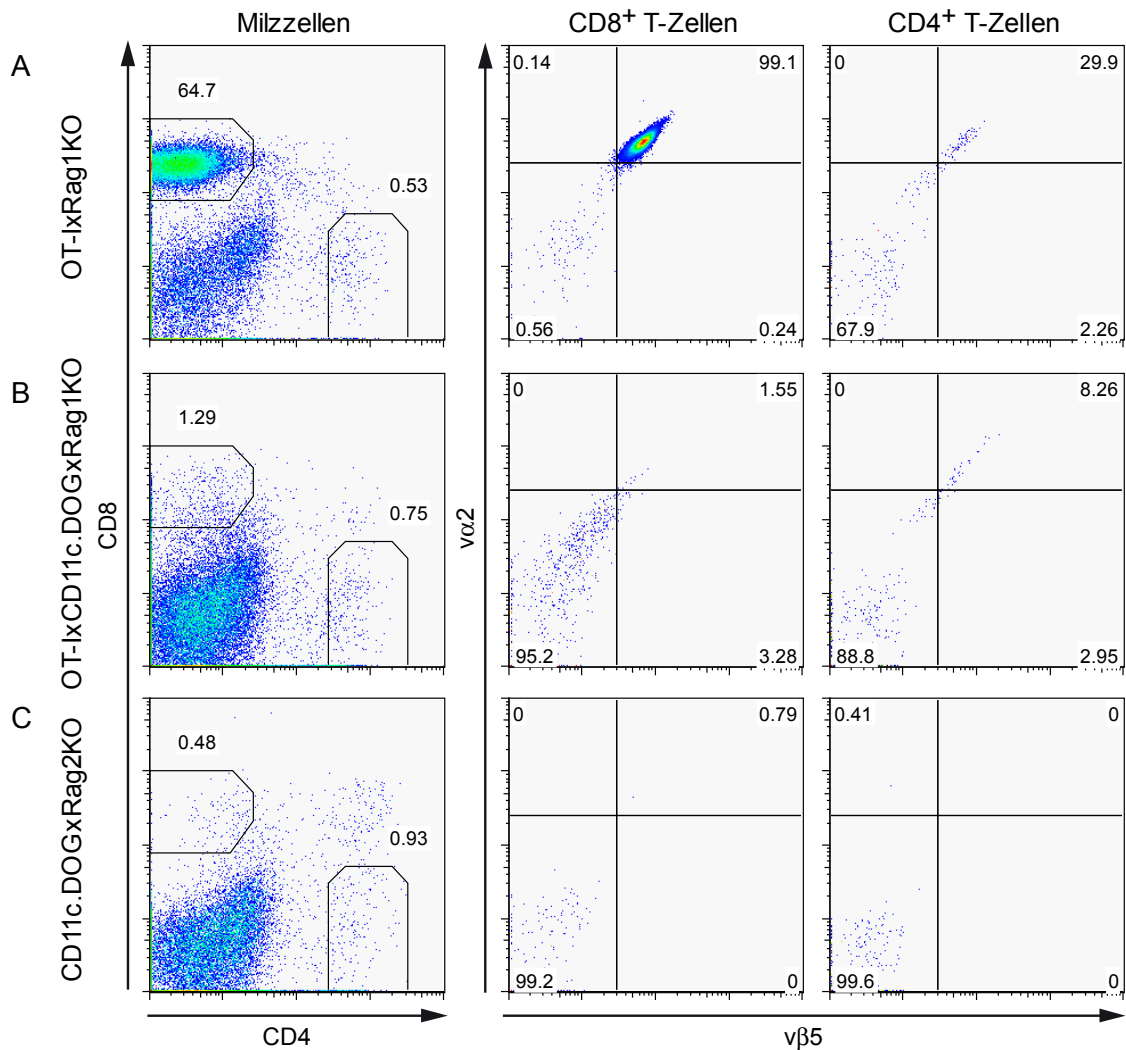 Milzzellen
CD8⁺ T-Zellen
CD4⁺ T-Zellen
A
OT-IxRag1KO
64.7
0.53
0.14
99.1
0.56
0.24
0
29.9
67.9
2.26
B
OT-IxCD11c.DOGxRag1KO
CD8
1.29
0.75
vα2
0
1.55
95.2
3.28
0
8.26
88.8
2.95
C
CD11c.DOGxRag2KO
0.48
0.93
0
0.79
99.2
0
0.41
0
99.6
0
CD4
vβ5